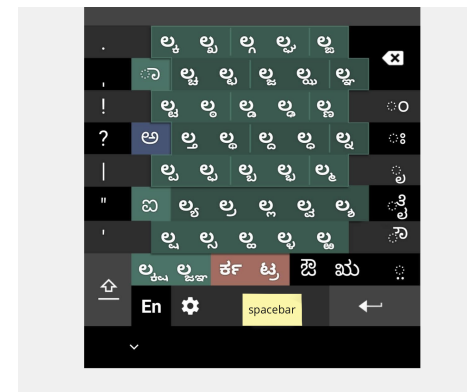 . ಲ್ಕ ಲ್ಖ ಲ್ಗ ಲ್ಘ ಲ್ಙ
, ಾ ಲ್ಚ ಲ್ಛ ಲ್ಜ ಲ್ಝ ಲ್ಞ
! ಲ್ಟ ಲ್ಠ ಲ್ಡ ಲ್ಢ ಲ್ಣ ಂ
? ಅ ಲ್ತ ಲ್ಥ ಲ್ದ ಲ್ಧ ಲ್ನ ಃ
| ಲ್ಪ ಲ್ಫ ಲ್ಬ ಲ್ಭ ಲ್ಮ ೃ
" ಐ ಲ್ಯ ಲ್ರ ಲ್ಲ ಲ್ವ ಲ್ಶ ೈ
' ಲ್ಷ ಲ್ಸ ಲ್ಹ ಲ್ಳ ೌ
ಲ್ಕ್ಷ ಲ್ಜ್ಞ ರ್ಕ ಟ್ರ ಔ ಋ ಼
En spacebar